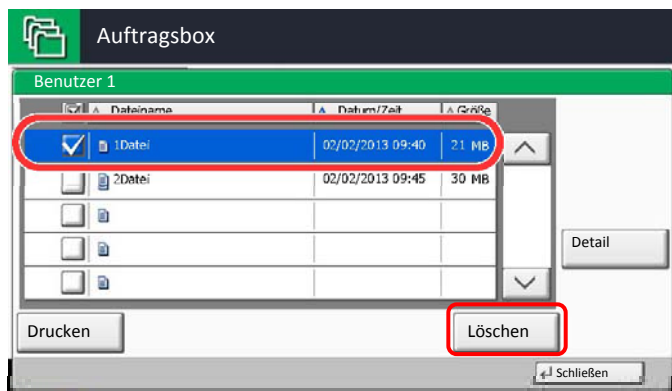 Auftragsbox
Benutzer 1
Dateiname Datum/Zeit Größe
1Datei 02/02/2013 09:40 21 MB
2Datei 02/02/2013 09:45 30 MB
Detail
Drucken Löschen
Schließen